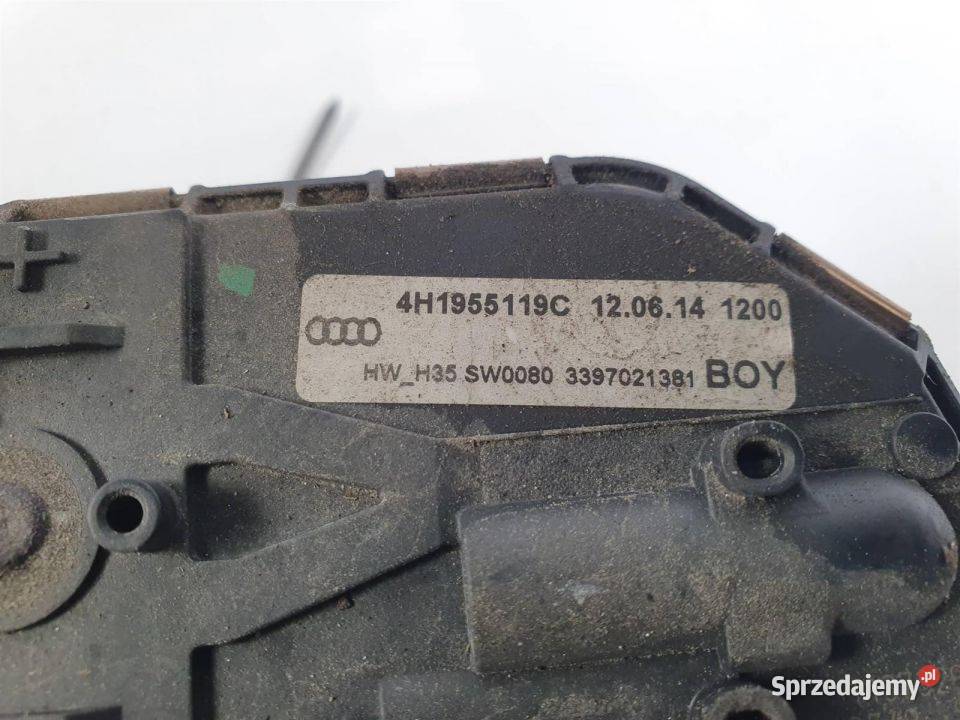 4H1955119C 12.06.14 1200
HW_H35 SW0080 3397021381 BOY
Sprzedajemy.pl